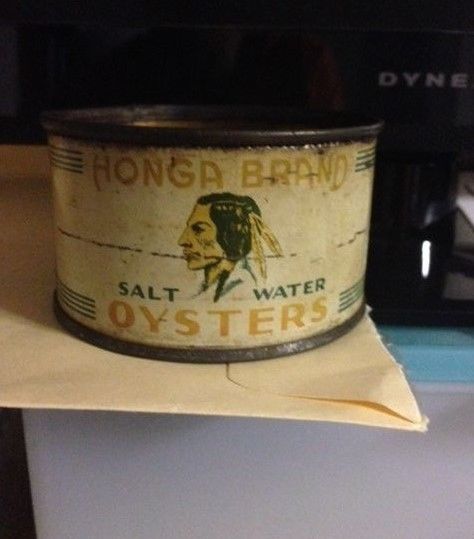 DYNE
HONGA BRAND
SALT WATER
OYSTERS